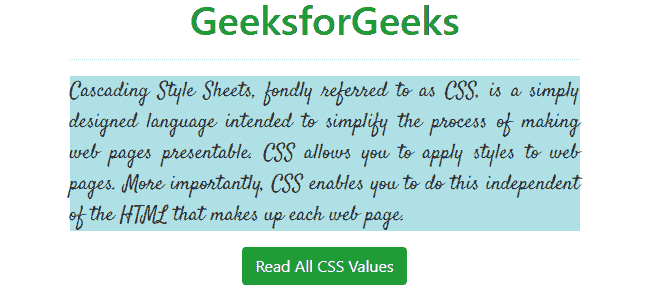 GeeksforGeeks
Cascading Style Sheets, fondly referred to as CSS, is a simply
designed language intended to simplify the process of making
web pages presentable. CSS allows you to apply styles to web
pages. More importantly, CSS enables you to do this independent
of the HTML that makes up each web page.
Read All CSS Values